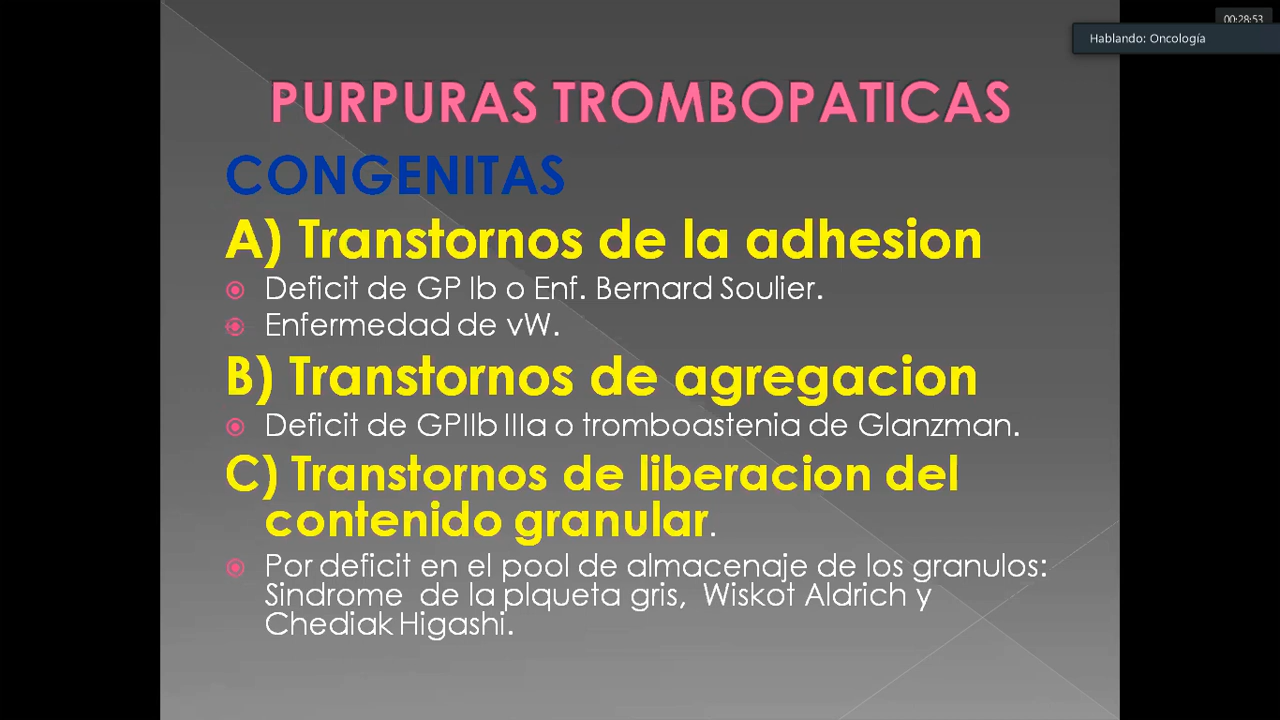 00:28:53
Hablando: Oncología
PURPURAS TROMBOPATICAS
CONGENITAS
A) Transtornos de la adhesion
Deficit de GP Ib o Enf. Bernard Soulier.
Enfermedad de vW.
B) Transtornos de agregacion
Deficit de GPIIb IIIa o tromboastenia de Glanzman.
C) Transtornos de liberacion del
contenido granular.
Por deficit en el pool de almacenaje de los granulos:
Sindrome de la plqueta gris, Wiskot Aldrich y
Chediak Higashi.